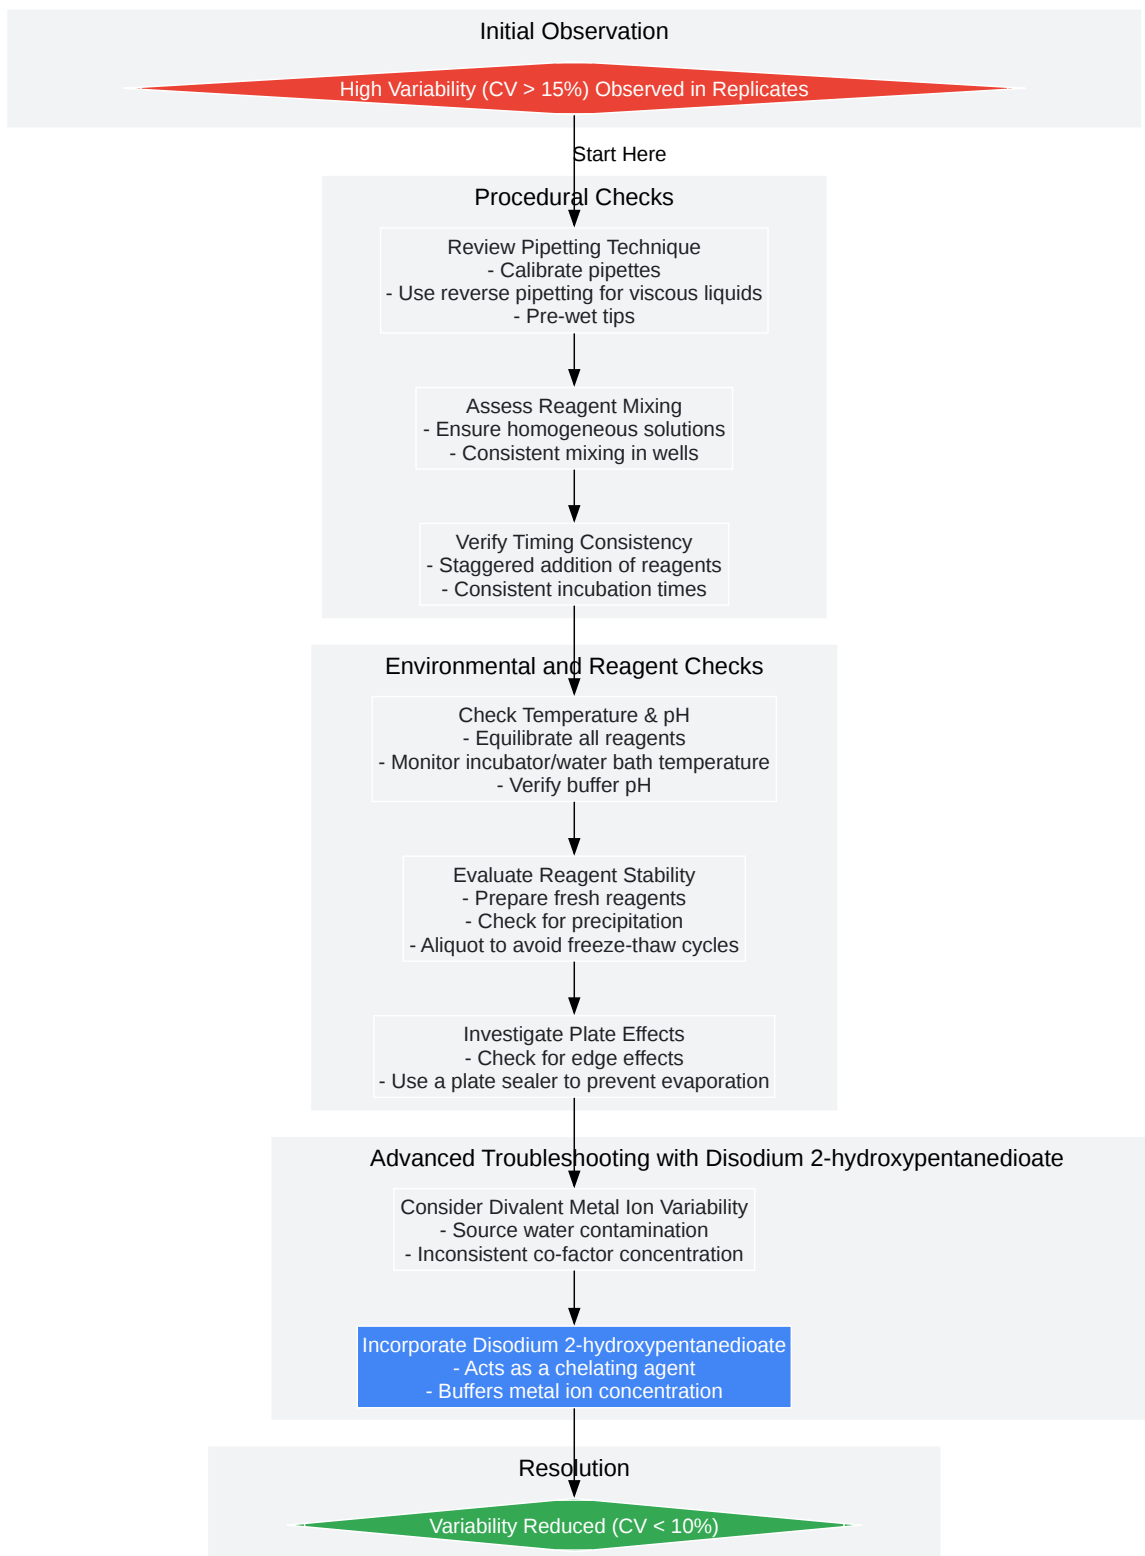 Initial Observation
High Variability (CV > 15%) Observed in Replicates
Start Here
Procedural Checks
Review Pipetting Technique
- Calibrate pipettes
- Use reverse pipetting for viscous liquids
- Pre-wet tips
Assess Reagent Mixing
- Ensure homogeneous solutions
- Consistent mixing in wells
Verify Timing Consistency
- Staggered addition of reagents
- Consistent incubation times
Environmental and Reagent Checks
Check Temperature & pH
- Equilibrate all reagents
- Monitor incubator/water bath temperature
- Verify buffer pH
Evaluate Reagent Stability
- Prepare fresh reagents
- Check for precipitation
- Aliquot to avoid freeze-thaw cycles
Investigate Plate Effects
- Check for edge effects
- Use a plate sealer to prevent evaporation
Advanced Troubleshooting with Disodium 2-hydroxypentanedioate
Consider Divalent Metal Ion Variability
- Source water contamination
- Inconsistent co-factor concentration
Incorporate Disodium 2-hydroxypentanedioate
- Acts as a chelating agent
- Buffers metal ion concentration
Resolution
Variability Reduced (CV < 10%)